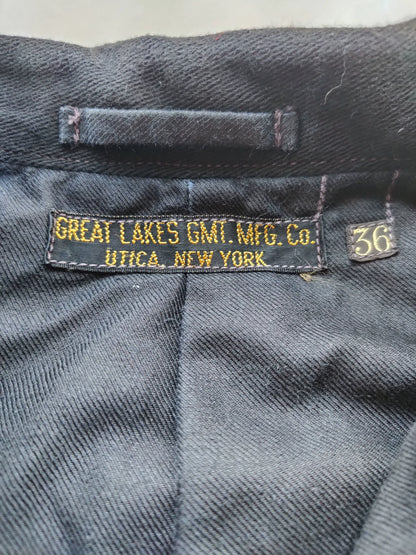 GREAT LAKES GMT. MFG. Co.
UTICA, NEW YORK
36